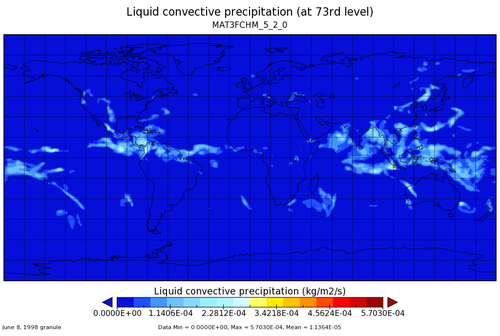 Liquid convective precipitation (at 73rd level)
MAT3FCHM_5_2_0
Liquid convective precipitation (kg/m2/s)
0.0000E+00 1.1406E-04 2.2812E-04 3.4218E-04 4.5624E-04 5.7030E-04
June 8, 1998 granule Data Min = 0.0000E+00, Max = 5.7030E-04, Mean = 1.1364E-05